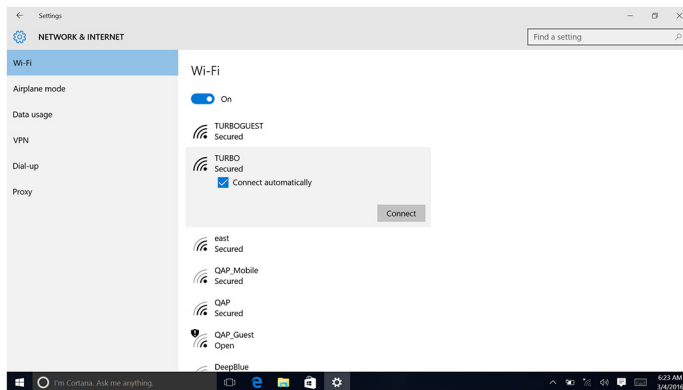 Settings
NETWORK & INTERNET
Find a setting
Wi-Fi
Airplane mode
Data usage
VPN
Dial-up
Proxy
Wi-Fi
On
TURBOGUEST
Secured
TURBO
Secured
Connect automatically
Connect
east
Secured
QAP_Mobile
Secured
QAP
Secured
QAP_Guest
Open
DeepBlue
I'm Cortana. Ask me anything.
6:23 AM
3/4/2016